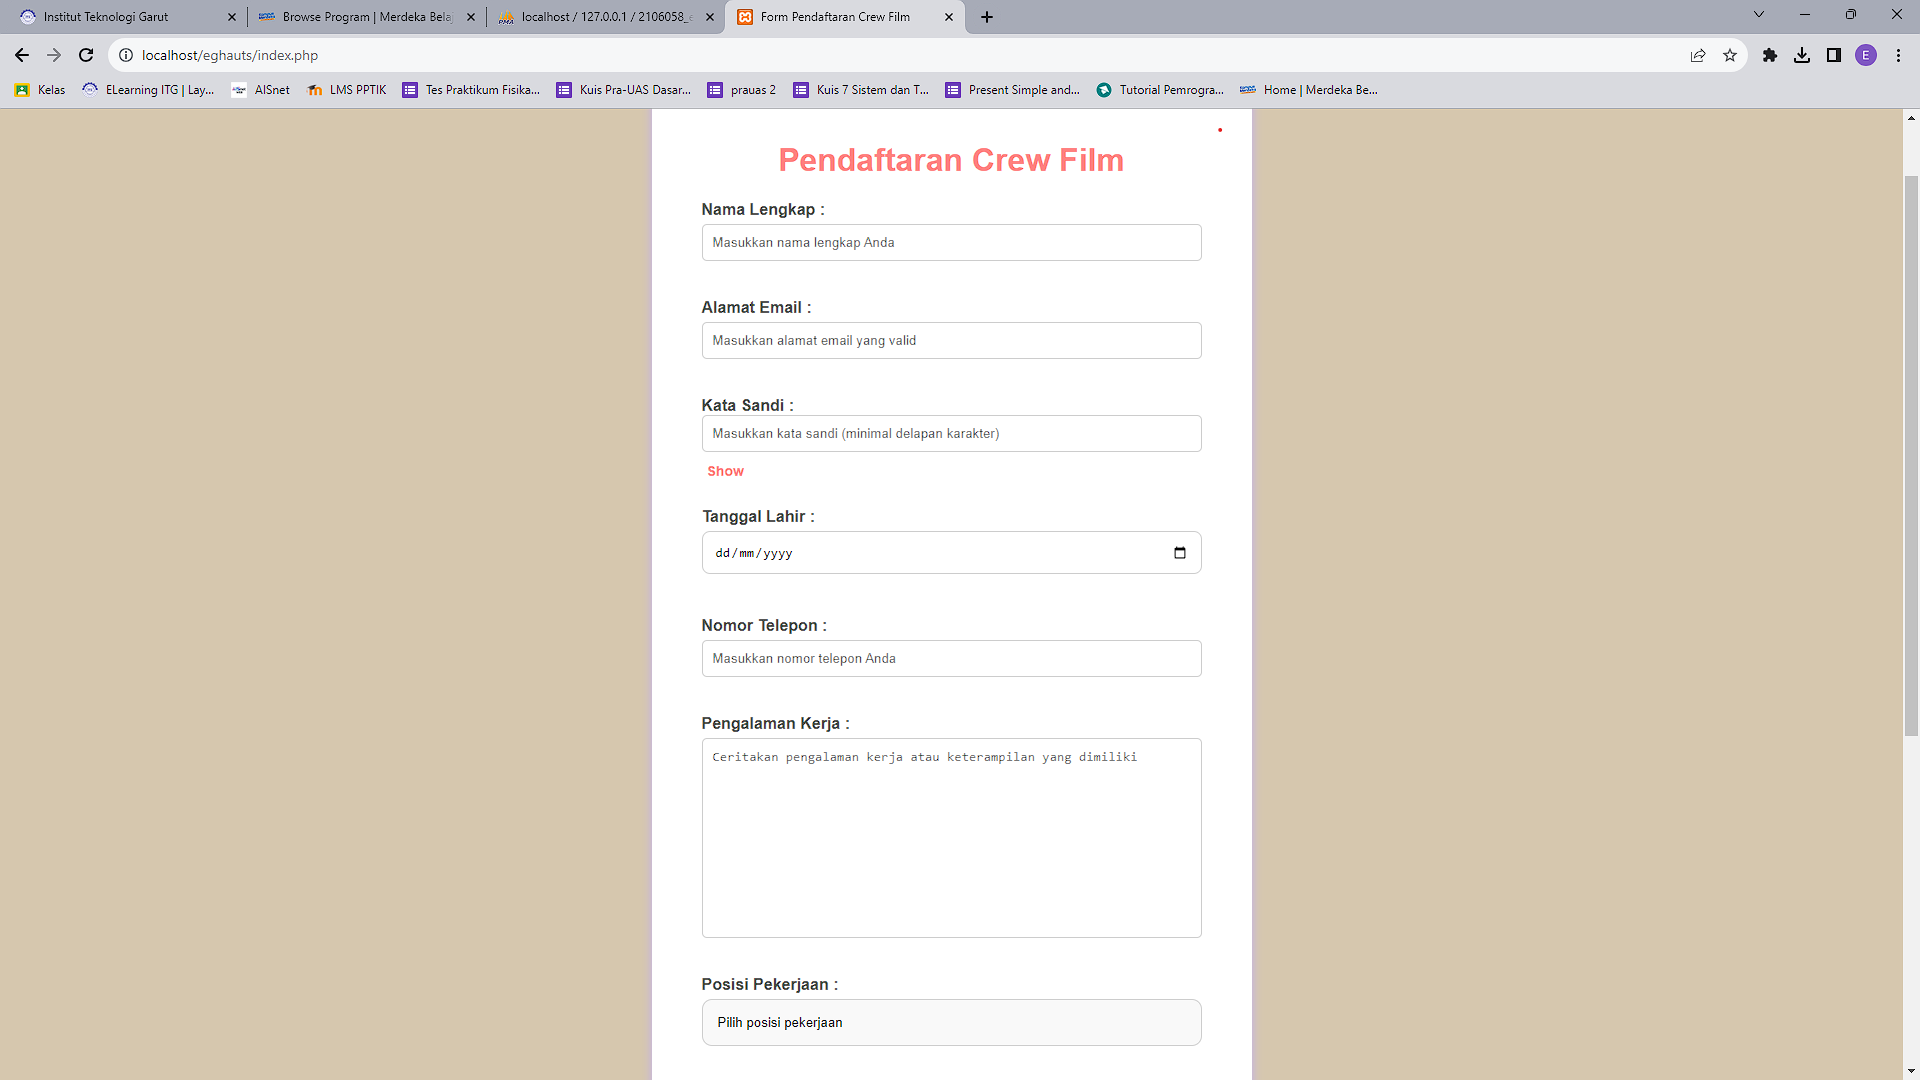 Institut Teknologi Garut
Browse Program | Merdeka Bela
localhost / 127.0.0.1 / 2106058_e
Form Pendaftaran Crew Film
localhost/eghauts/index.php
E
Kelas
ELearning ITG | Lay...
AISnet
LMS PPTIK
Tes Praktikum Fisika...
Kuis Pra-UAS Dasar...
prauas 2
Kuis 7 Sistem dan T...
Present Simple and...
Tutorial Pemrogra...
Home | Merdeka Be...
Pendaftaran Crew Film
Nama Lengkap :
Masukkan nama lengkap Anda
Alamat Email :
Masukkan alamat email yang valid
Kata Sandi :
Masukkan kata sandi (minimal delapan karakter)
Show
Tanggal Lahir :
dd/mm/yyyy
Nomor Telepon :
Masukkan nomor telepon Anda
Pengalaman Kerja :
Ceritakan pengalaman kerja atau keterampilan yang dimiliki
Posisi Pekerjaan :
Pilih posisi pekerjaan